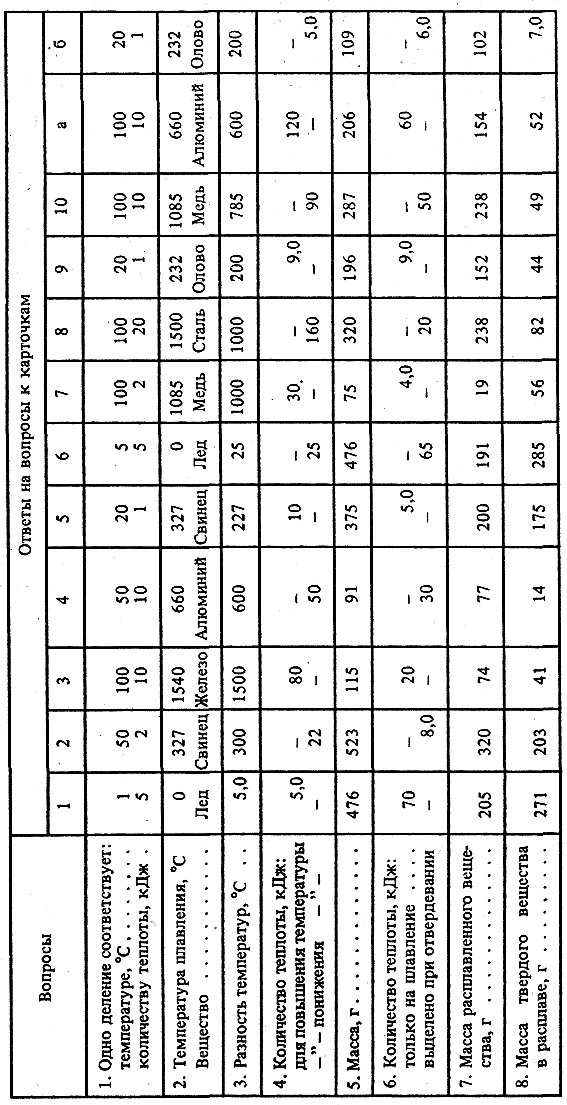 Вопросы Ответы на вопросы к карточкам
1 2 3 4 5 6 7 8 9 10 а б
1. Одно деление соответствует:
температуре, °С . . . . . . . . 1 50 100 50 20 5 100 100 20 100 100 20
количеству теплоты, кДж . 5 2 10 10 1 5 2 20 1 10 10 1
2. Температура плавления, °С 0 327 1540 660 327 0 1085 1500 232 1085 660 232
Вещество . . . . . . . . . . . Лед Свинец Железо Алюминий Свинец Лед Медь Сталь Олово Медь Алюминий Олово
3. Разность температур, °С . . 5,0 300 1500 600 227 25 1000 1000 200 785 600 200
4. Количество теплоты, кДж:
для повышения температуры 5,0 – 80 – 10 – 30. – 9,0 – 120 –
–”– понижения –”– – 22 – 50 – 25 – 160 – 90 – 5,0
5. Масса, г . . . . . . . . . . . . 476 523 115 91 375 476 75 320 196 287 206 109
6. Количество теплоты, кДж:
только на плавление . . . . 70 – 20 – 5,0 – 4,0 – 9,0 – 60 –
выделено при отвердевании – 8,0 – 30 – 65 – 20 – 50 – 6,0
7. Масса расплавленного веще-
ства, г . . . . . . . . . . . . 205 320 74 77 200 191 19 238 152 238 154 102
8. Масса твердого вещества
в расплаве, г . . . . . . . . . 271 203 41 14 175 285 56 82 44 49 52 7,0